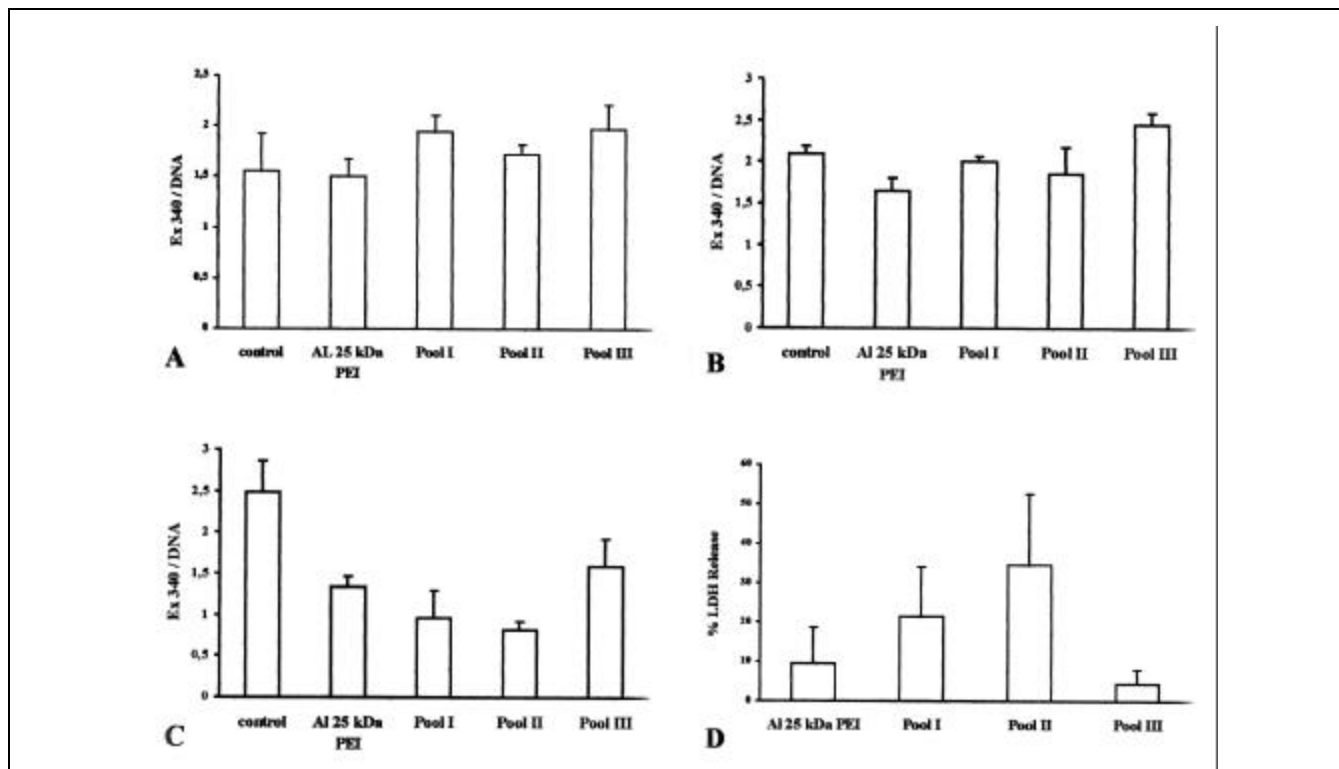 2,5
2
1,5
1
0,5
0
Ex 340 / DNA
control AL 25 kDa Pool I Pool II Pool III
PEI
A
3
2,5
2
1,5
1
0,5
0
Ex 340 / DNA
control Al 25 kDa Pool I Pool II Pool III
PEI
B
3
2,5
2
1,5
1
0,5
0
Ex 340 / DNA
control Al 25 kDa Pool I Pool II Pool III
PEI
C
60
50
40
30
20
10
0
% LDH Release
Al 25 kDa PEI Pool I Pool II Pool III
D